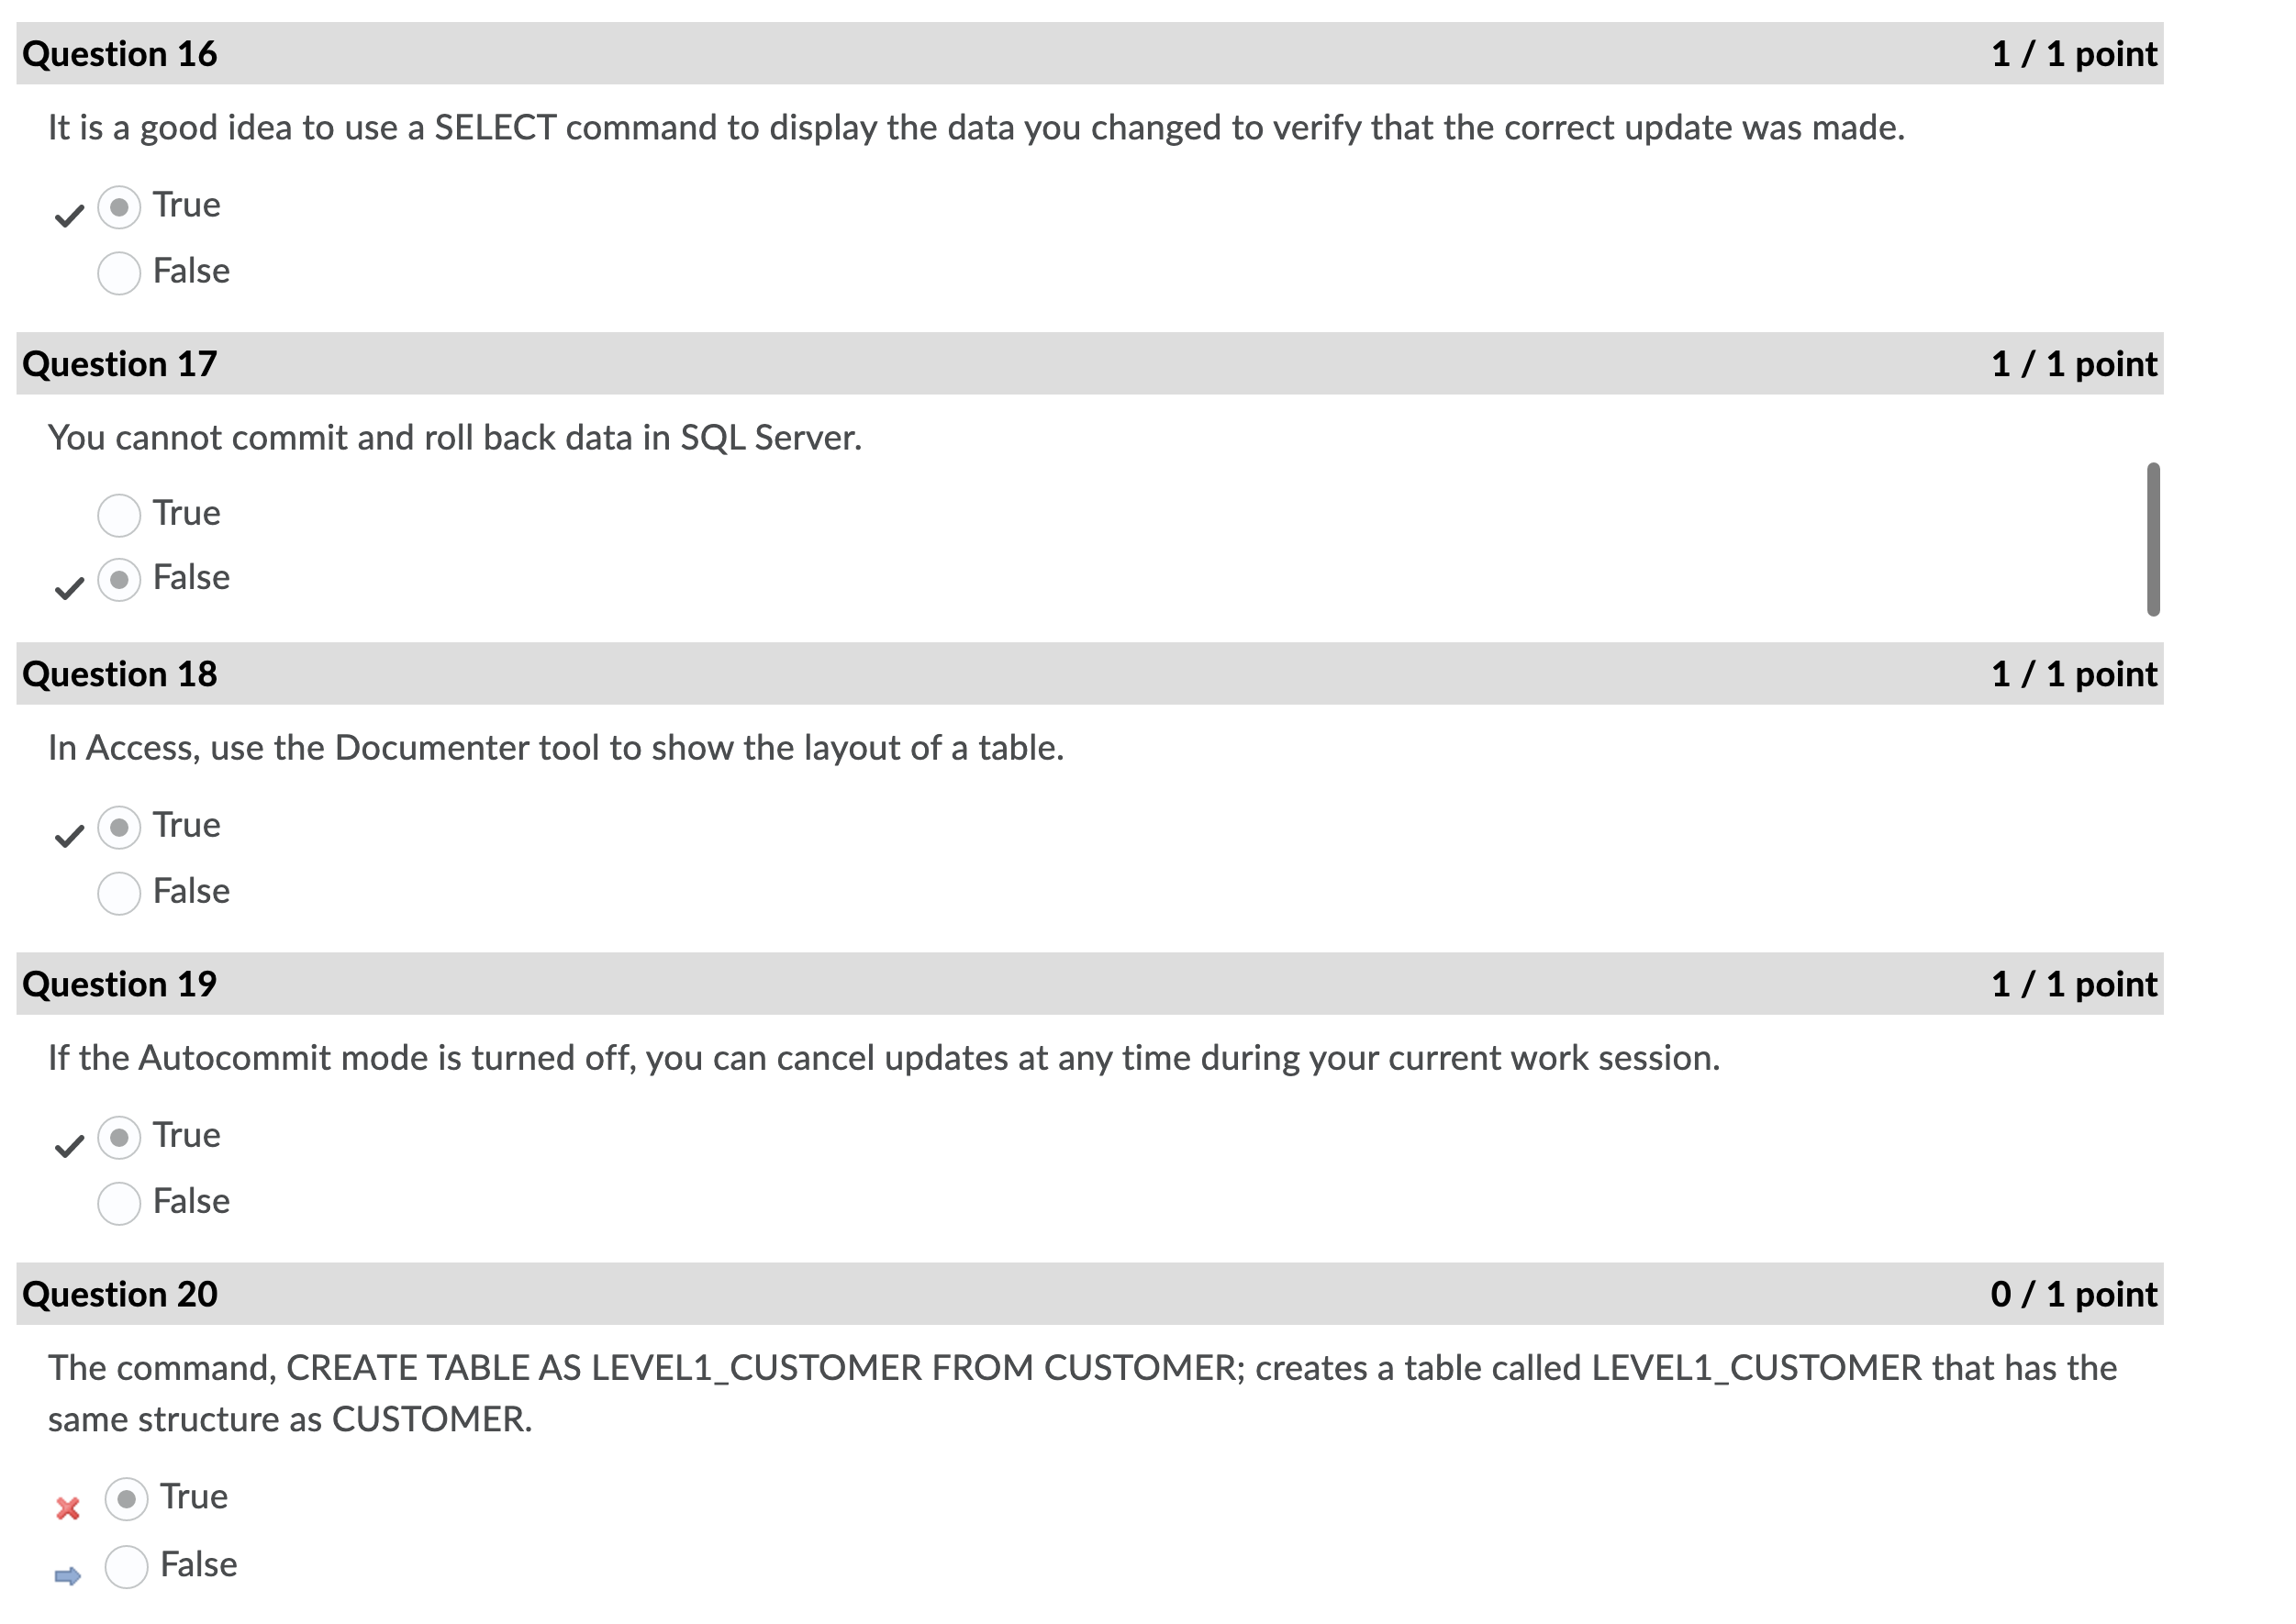 Question 16 1 / 1 point
It is a good idea to use a SELECT command to display the data you changed to verify that the correct update was made.
True
False
Question 17 1 / 1 point
You cannot commit and roll back data in SQL Server.
True
False
Question 18 1 / 1 point
In Access, use the Documenter tool to show the layout of a table.
True
False
Question 19 1 / 1 point
If the Autocommit mode is turned off, you can cancel updates at any time during your current work session.
True
False
Question 20 0 / 1 point
The command, CREATE TABLE AS LEVEL1_CUSTOMER FROM CUSTOMER; creates a table called LEVEL1_CUSTOMER that has the
same structure as CUSTOMER.
True
False